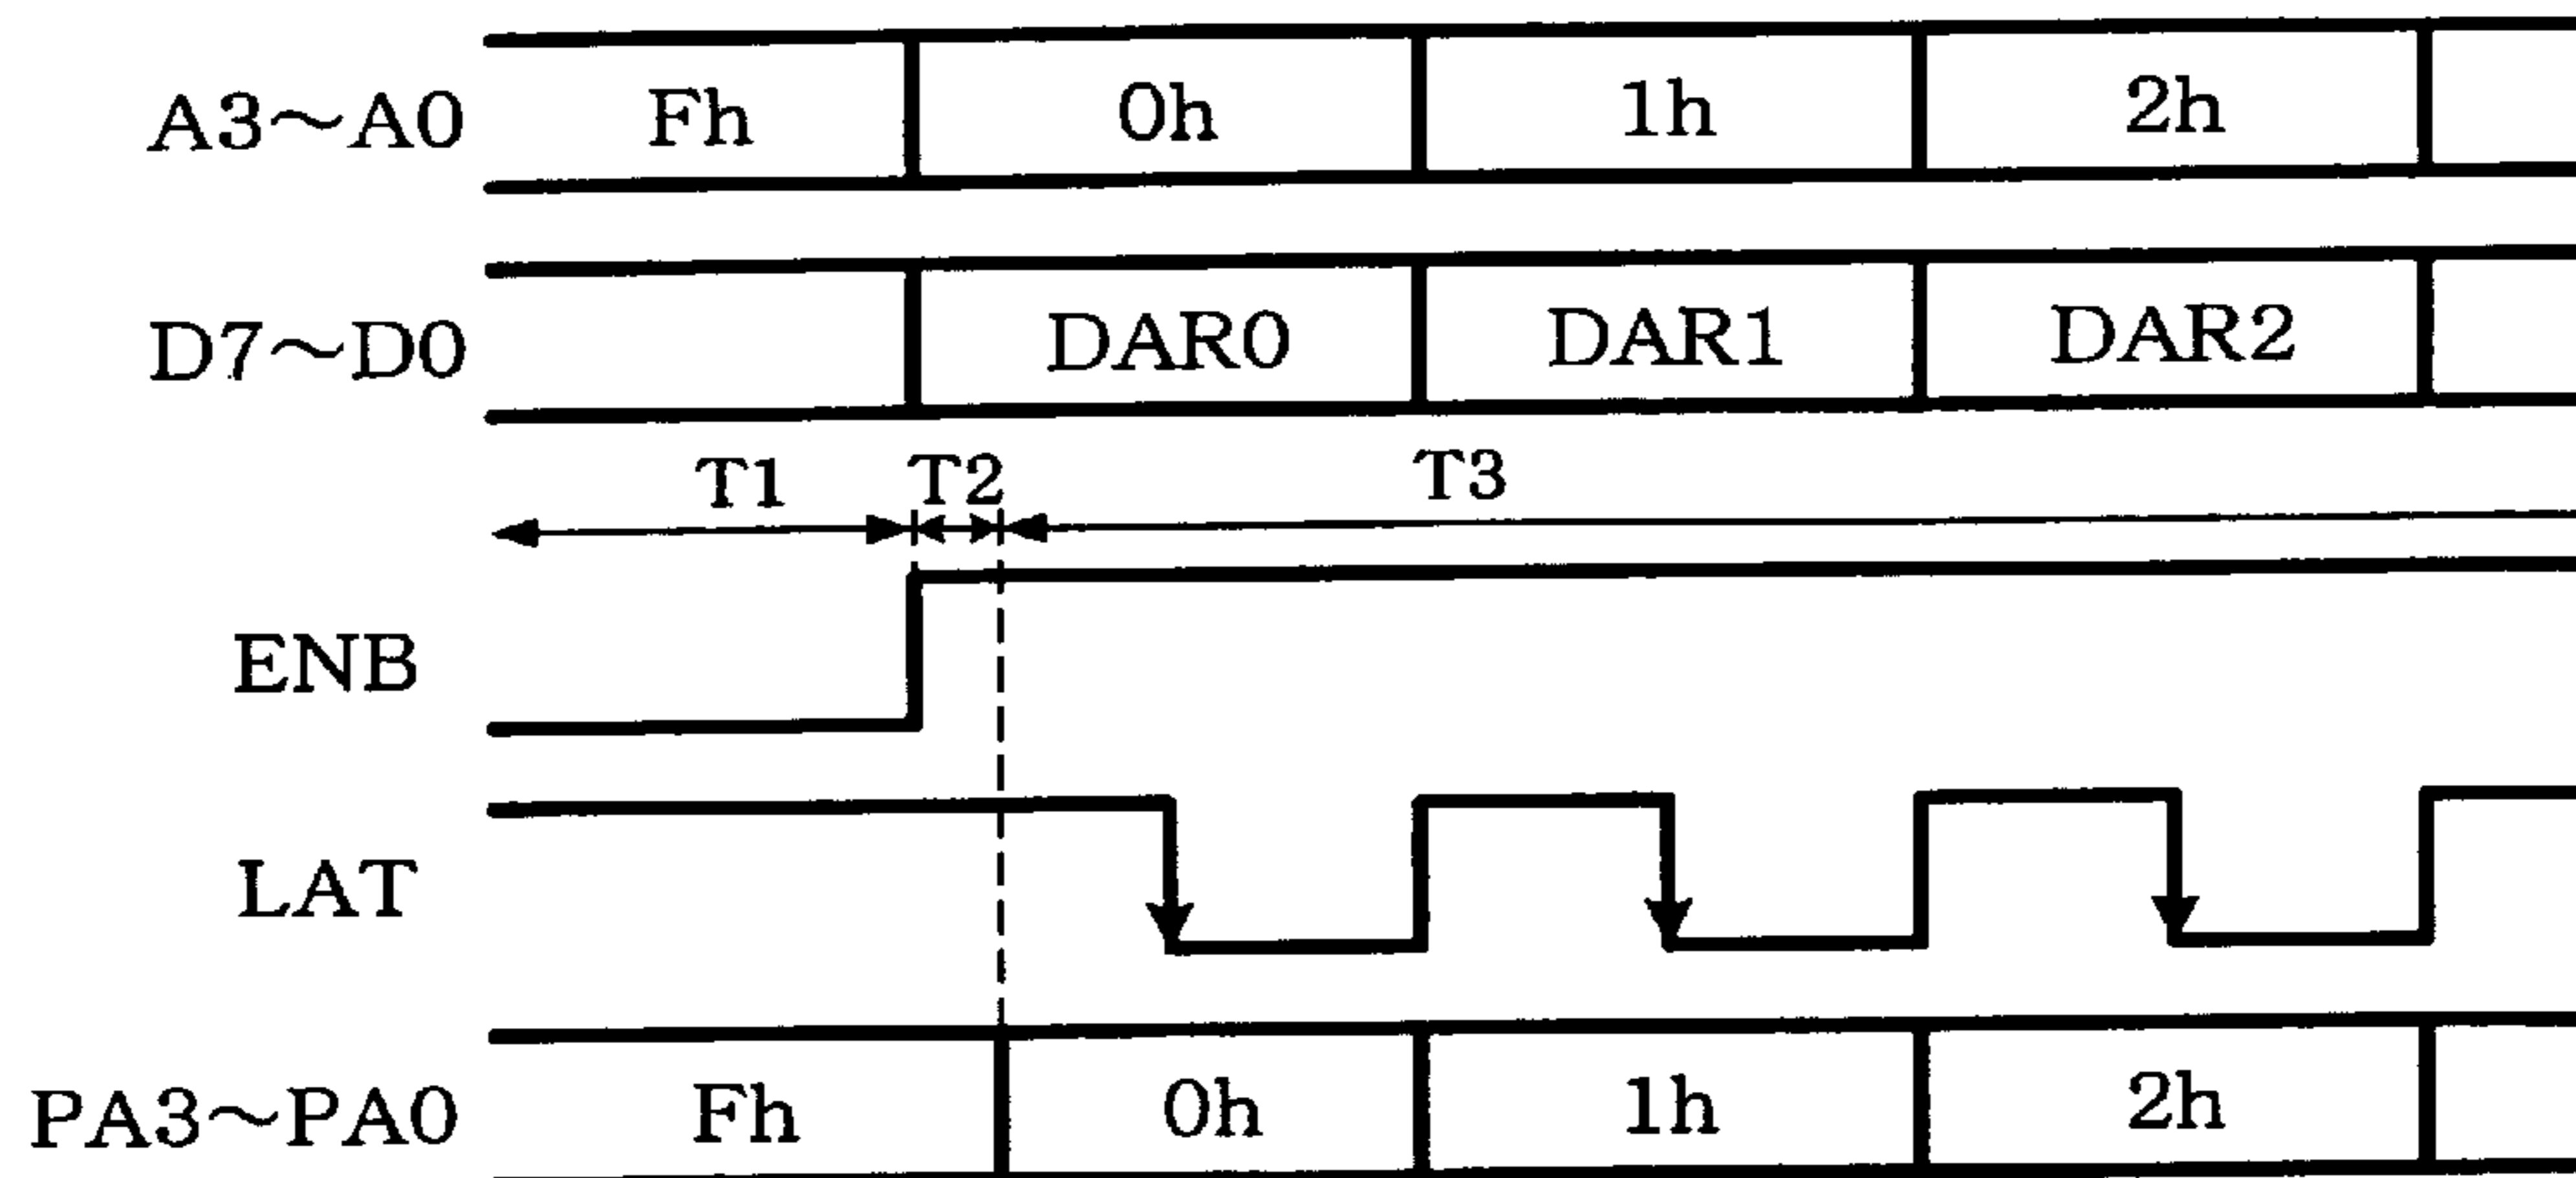 A3～A0 Fh 0h 1h 2h
D7～D0 DAR0 DAR1 DAR2
T1 T2 T3
ENB
LAT
PA3～PA0 Fh 0h 1h 2h